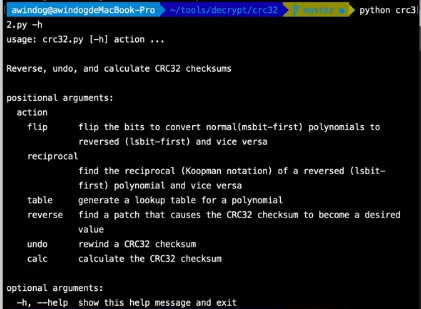 awindog@awindogdeMacBook-Pro ~/tools/decrypt/crc32 master ● python crc3
2.py -h
usage: crc32.py [-h] action ...
Reverse, undo, and calculate CRC32 checksums
positional arguments:
action
flip flip the bits to convert normal(msbit-first) polynomials to
reversed (lsbit-first) and vice versa
reciprocal
find the reciprocal (Koopman notation) of a reversed (lsbit-
first) polynomial and vice versa
table generate a lookup table for a polynomial
reverse find a patch that causes the CRC32 checksum to become a desired
value
undo rewind a CRC32 checksum
calc calculate the CRC32 checksum
optional arguments:
-h, --help show this help message and exit